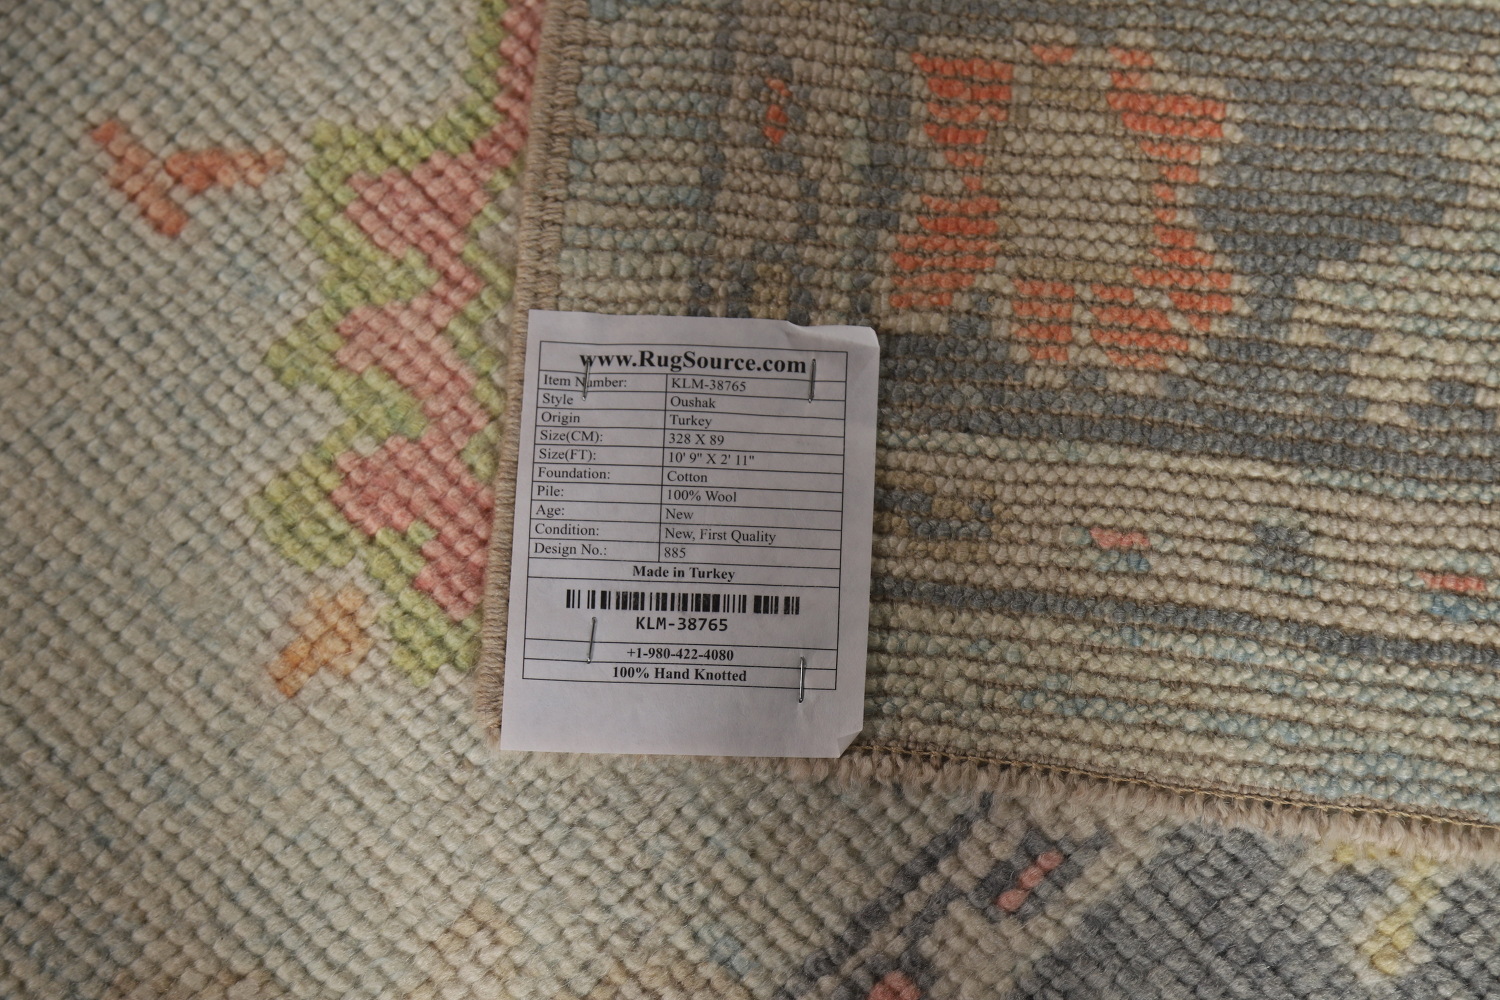 www.RugSource.com
Item Number: KLM-38765
Style Oushak
Origin Turkey
Size(CM): 328 X 89
Size(FT): 10' 9" X 2' 11"
Foundation: Cotton
Pile: 100% Wool
Age: New
Condition: New, First Quality
Design No.: 885
Made in Turkey
KLM-38765
+1-980-422-4080
100% Hand Knotted